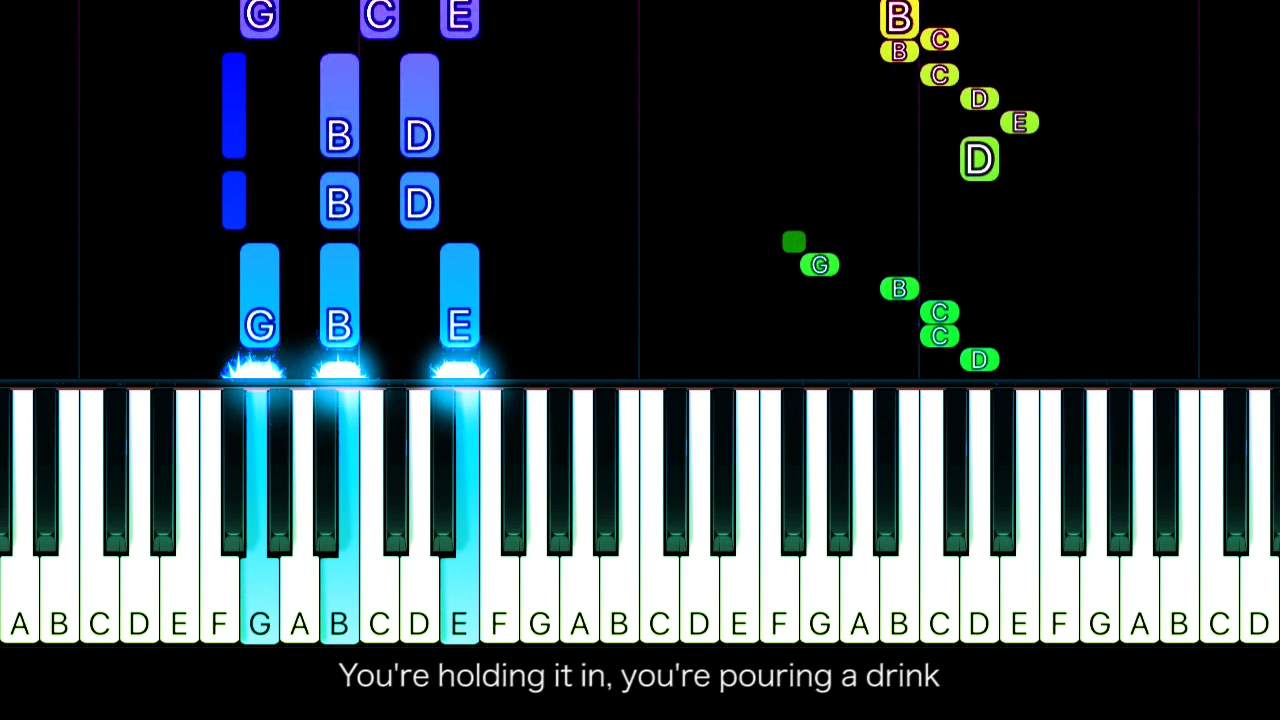 G C E B
B C
C
B D D
E
D
B D
G
G B E B
C
C
D
A B C D E F G A B C D E F G A B C D E F G A B C D E F G A B C D
You're holding it in, you're pouring a drink